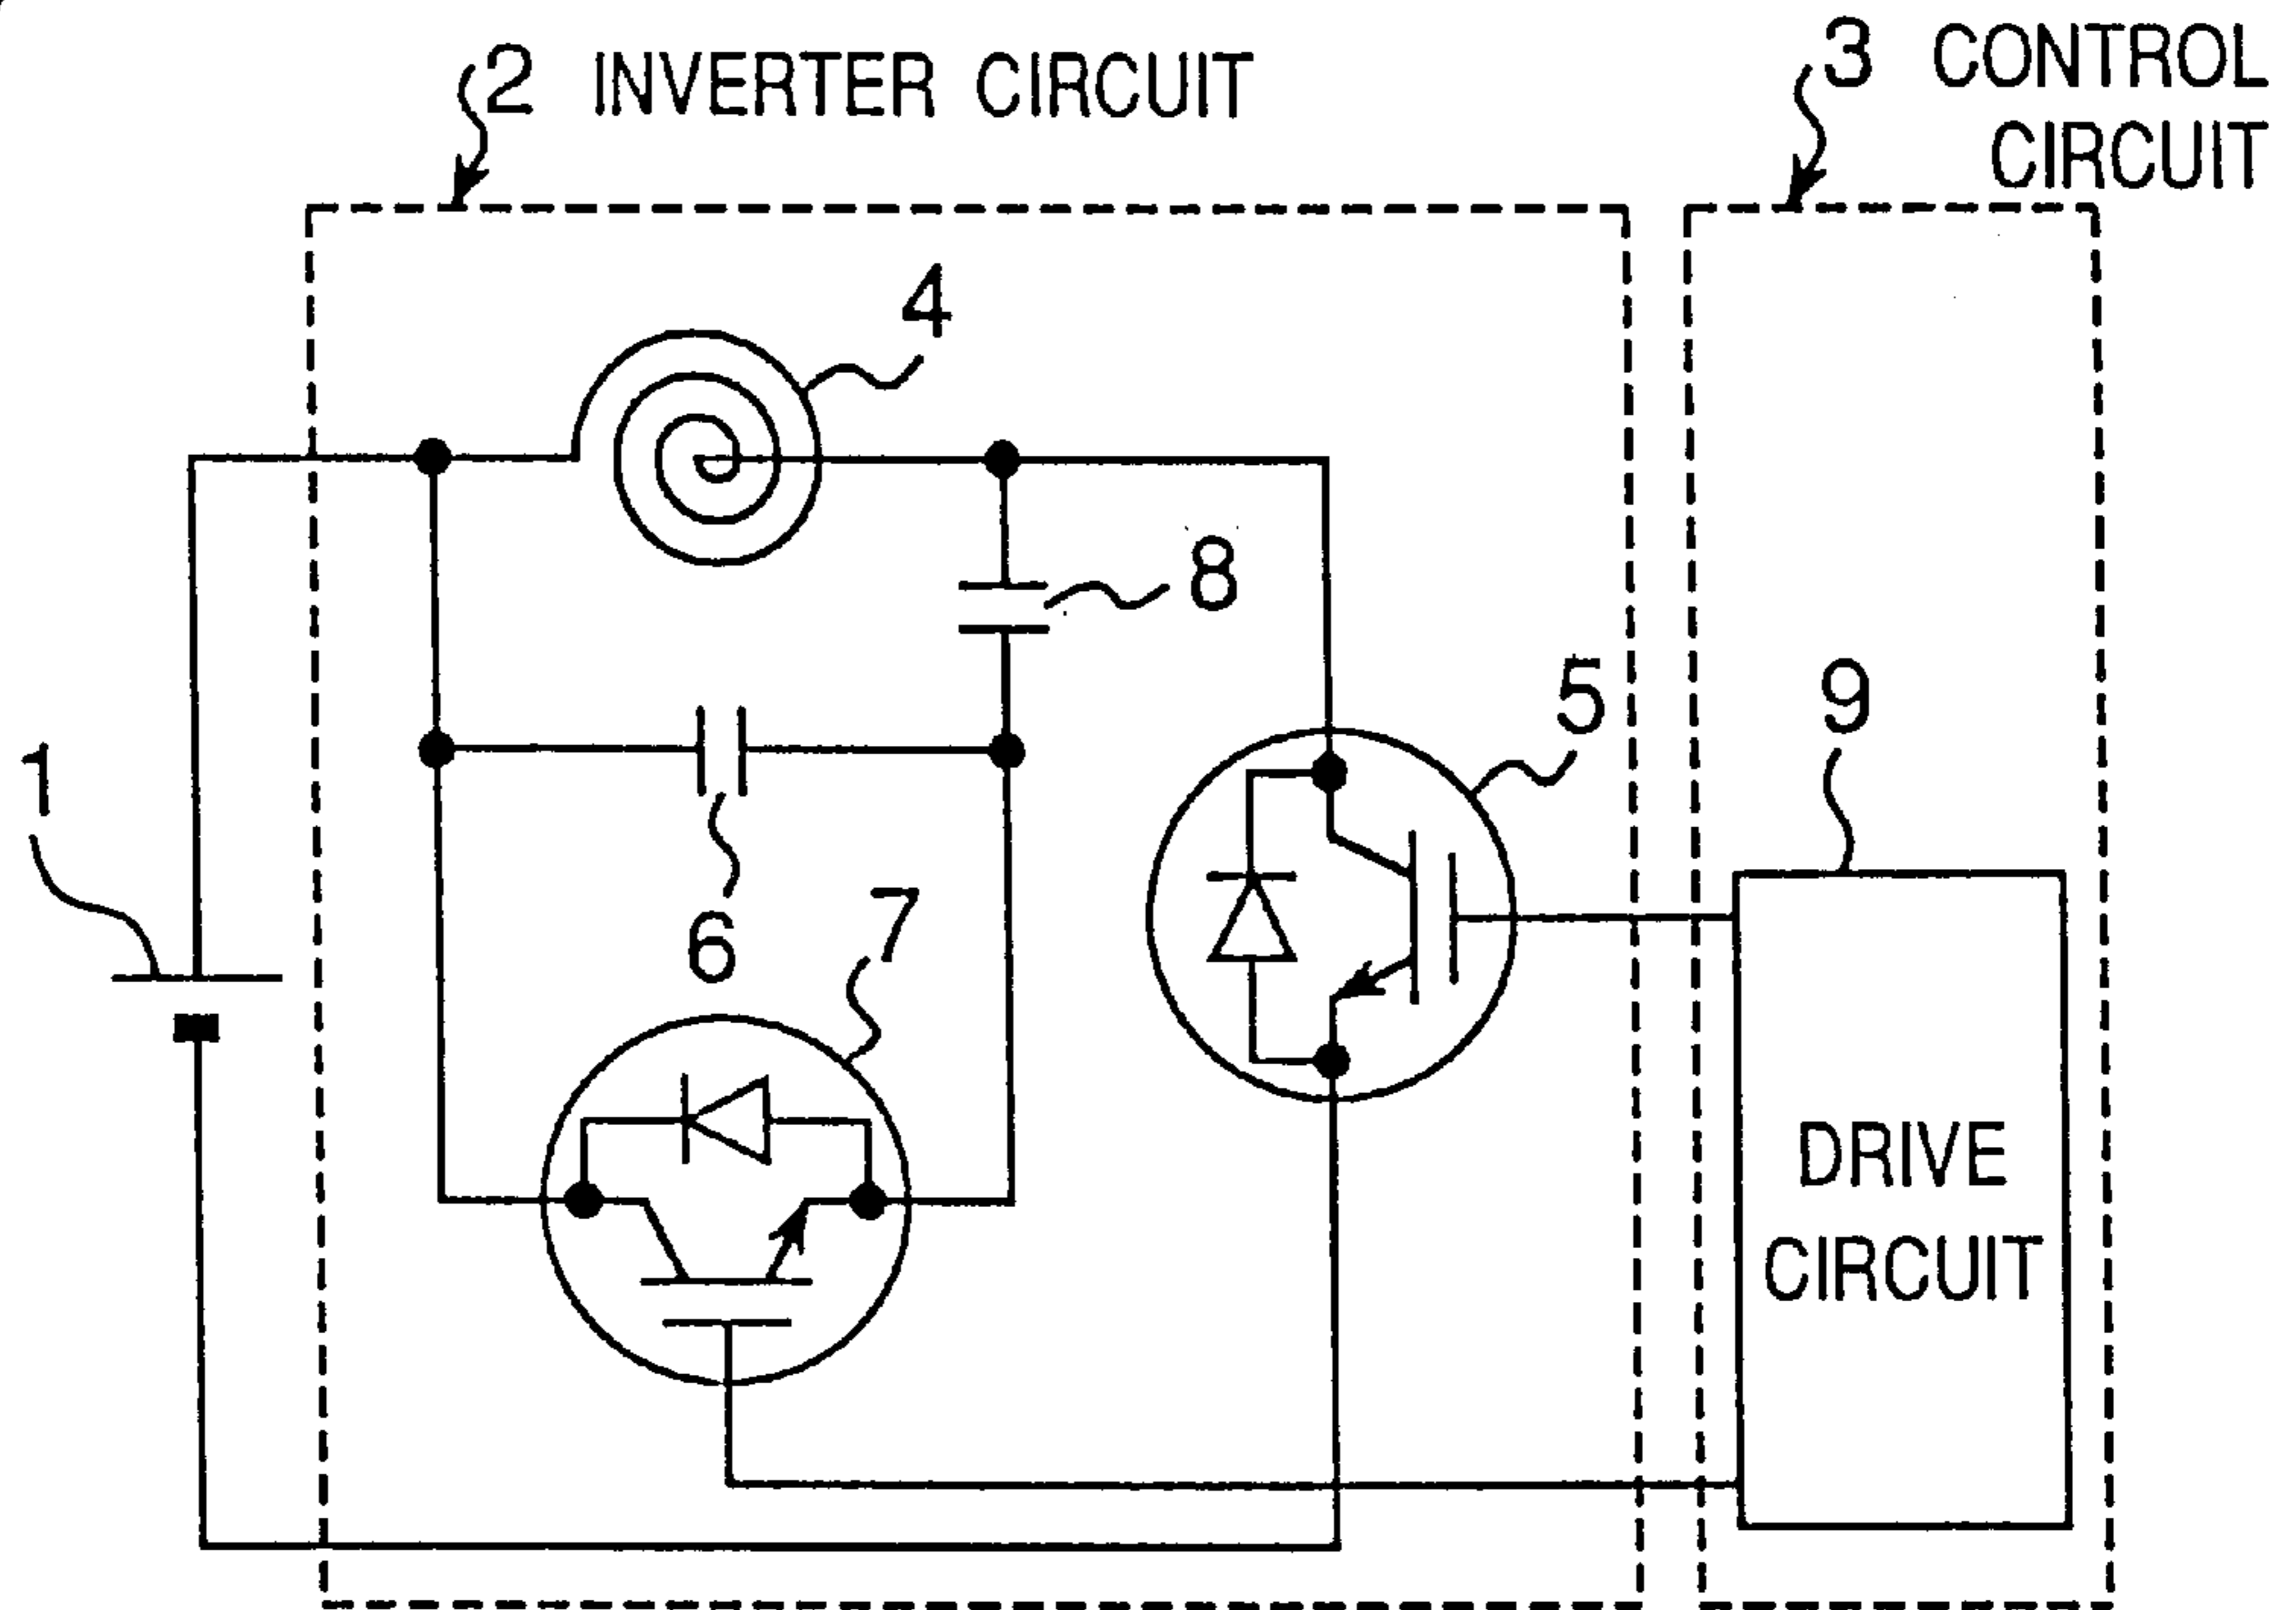 2 INVERTER CIRCUIT
3 CONTROL
CIRCUIT
4
8
5
9
1
6
7
DRIVE
CIRCUIT